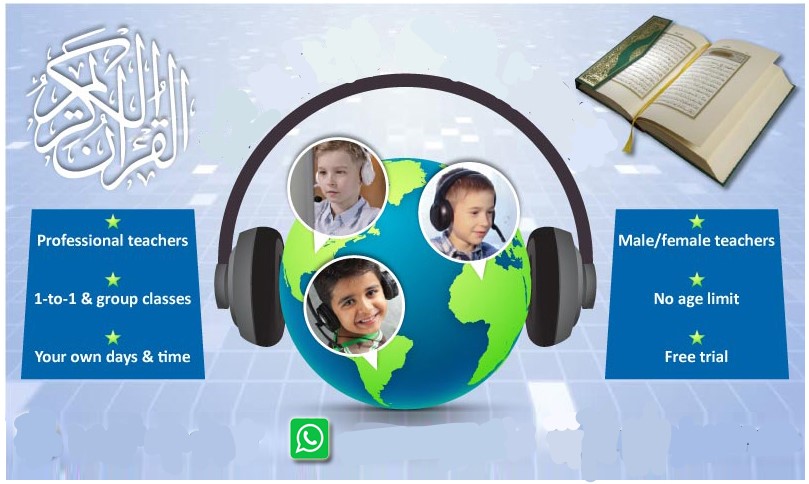 القرآن الكريم
Professional teachers
1-to-1 & group classes
Your own days & time
Male/female teachers
No age limit
Free trial